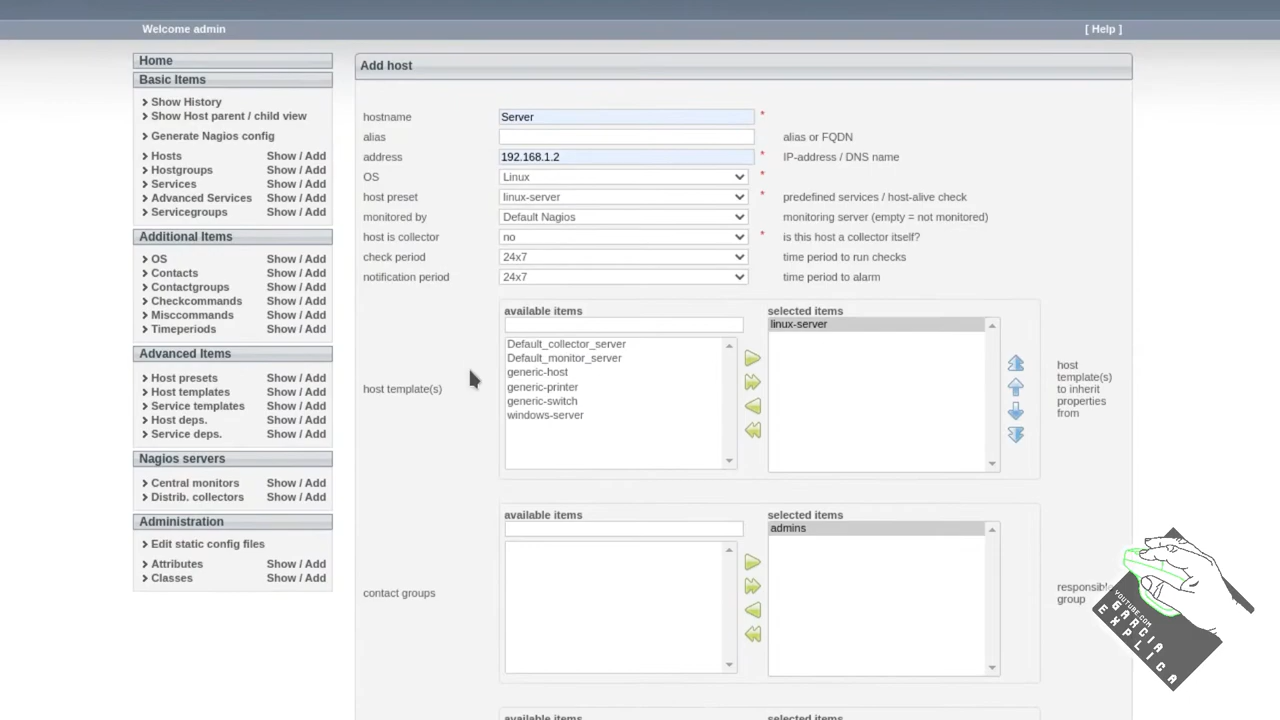 Welcome admin
[ Help ]
Home
Basic Items
Show History
Show Host parent / child view
Generate Nagios config
Hosts Show / Add
Hostgroups Show / Add
Services Show / Add
Advanced Services Show / Add
Servicegroups Show / Add
Additional Items
OS Show / Add
Contacts Show / Add
Contactgroups Show / Add
Checkcommands Show / Add
Misccommands Show / Add
Timeperiods Show / Add
Advanced Items
Host presets Show / Add
Host templates Show / Add
Service templates Show / Add
Host deps. Show / Add
Service deps. Show / Add
Nagios servers
Central monitors Show / Add
Distrib. collectors Show / Add
Administration
Edit static config files
Attributes Show / Add
Classes Show / Add
Add host
hostname Server *
alias alias or FQDN
address 192.168.1.2 * IP-address / DNS name
OS Linux *
host preset linux-server * predefined services / host-alive check
monitored by Default Nagios monitoring server (empty = not monitored)
host is collector no * is this host a collector itself?
check period 24x7 time period to run checks
notification period 24x7 time period to alarm
host template(s)
available items
Default_collector_server
Default_monitor_server
generic-host
generic-printer
generic-switch
windows-server
selected items
linux-server
host
template(s)
to inherit
properties
from
contact groups
available items
selected items
admins
group
available items
selected items
YOUTUBE.COM
GARCIA
EXPLICA